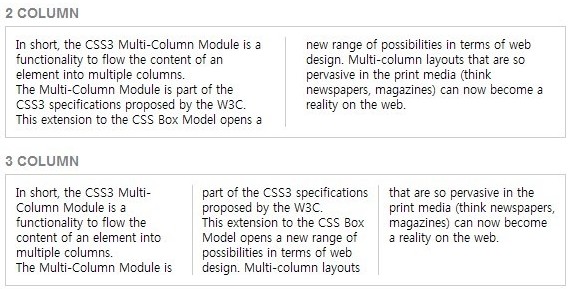 2 COLUMN
In short, the CSS3 Multi-Column Module is a
functionality to flow the content of an
element into multiple columns.
The Multi-Column Module is part of the
CSS3 specifications proposed by the W3C.
This extension to the CSS Box Model opens a
new range of possibilities in terms of web
design. Multi-column layouts that are so
pervasive in the print media (think
newspapers, magazines) can now become a
reality on the web.
3 COLUMN
In short, the CSS3 Multi-
Column Module is a
functionality to flow the
content of an element into
multiple columns.
The Multi-Column Module is
part of the CSS3 specifications
proposed by the W3C.
This extension to the CSS Box
Model opens a new range of
possibilities in terms of web
design. Multi-column layouts
that are so pervasive in the
print media (think newspapers,
magazines) can now become
a reality on the web.